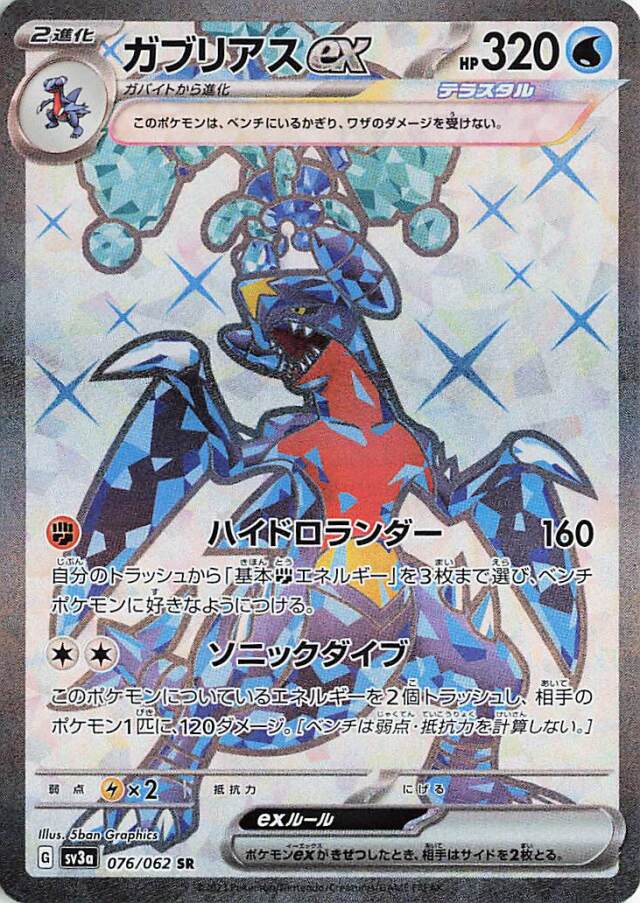 2進化
ガブリアスex HP320
ガバイトから進化
テラスタル
このポケモンは、ベンチにいるかぎり、ワザのダメージを受けない。
ハイドロランダー 160
自分のトラッシュから「基本エネルギー」を3枚まで選び、ベンチ
ポケモンに好きなようにつける。
ソニックダイブ
このポケモンについているエネルギーを2個トラッシュし、相手の
ポケモン1匹に、120ダメージ。[ベンチは弱点・抵抗力を計算しない。]
弱点 ×2 抵抗力 にげる
exルール
ポケモンexがきぜつしたとき、相手はサイドを2枚とる。
Illus. 5ban Graphics
G sv3a 076/062 SR
©2023 Pokémon/Nintendo/Creatures/GAME FREAK